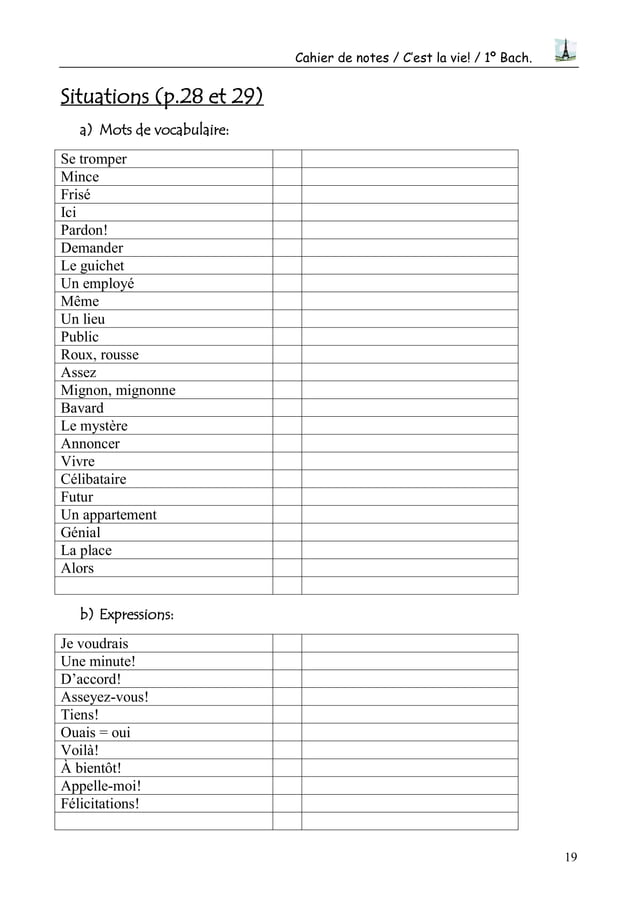 Cahier de notes / C'est la vie! / 1º Bach.
Situations (p.28 et 29)
a) Mots de vocabulaire:
Se tromper
Mince
Frisé
Ici
Pardon!
Demander
Le guichet
Un employé
Même
Un lieu
Public
Roux, rousse
Assez
Mignon, mignonne
Bavard
Le mystère
Annoncer
Vivre
Célibataire
Futur
Un appartement
Génial
La place
Alors
b) Expressions:
Je voudrais
Une minute!
D'accord!
Asseyez-vous!
Tiens!
Ouais = oui
Voilà!
À bientôt!
Appelle-moi!
Félicitations!
19